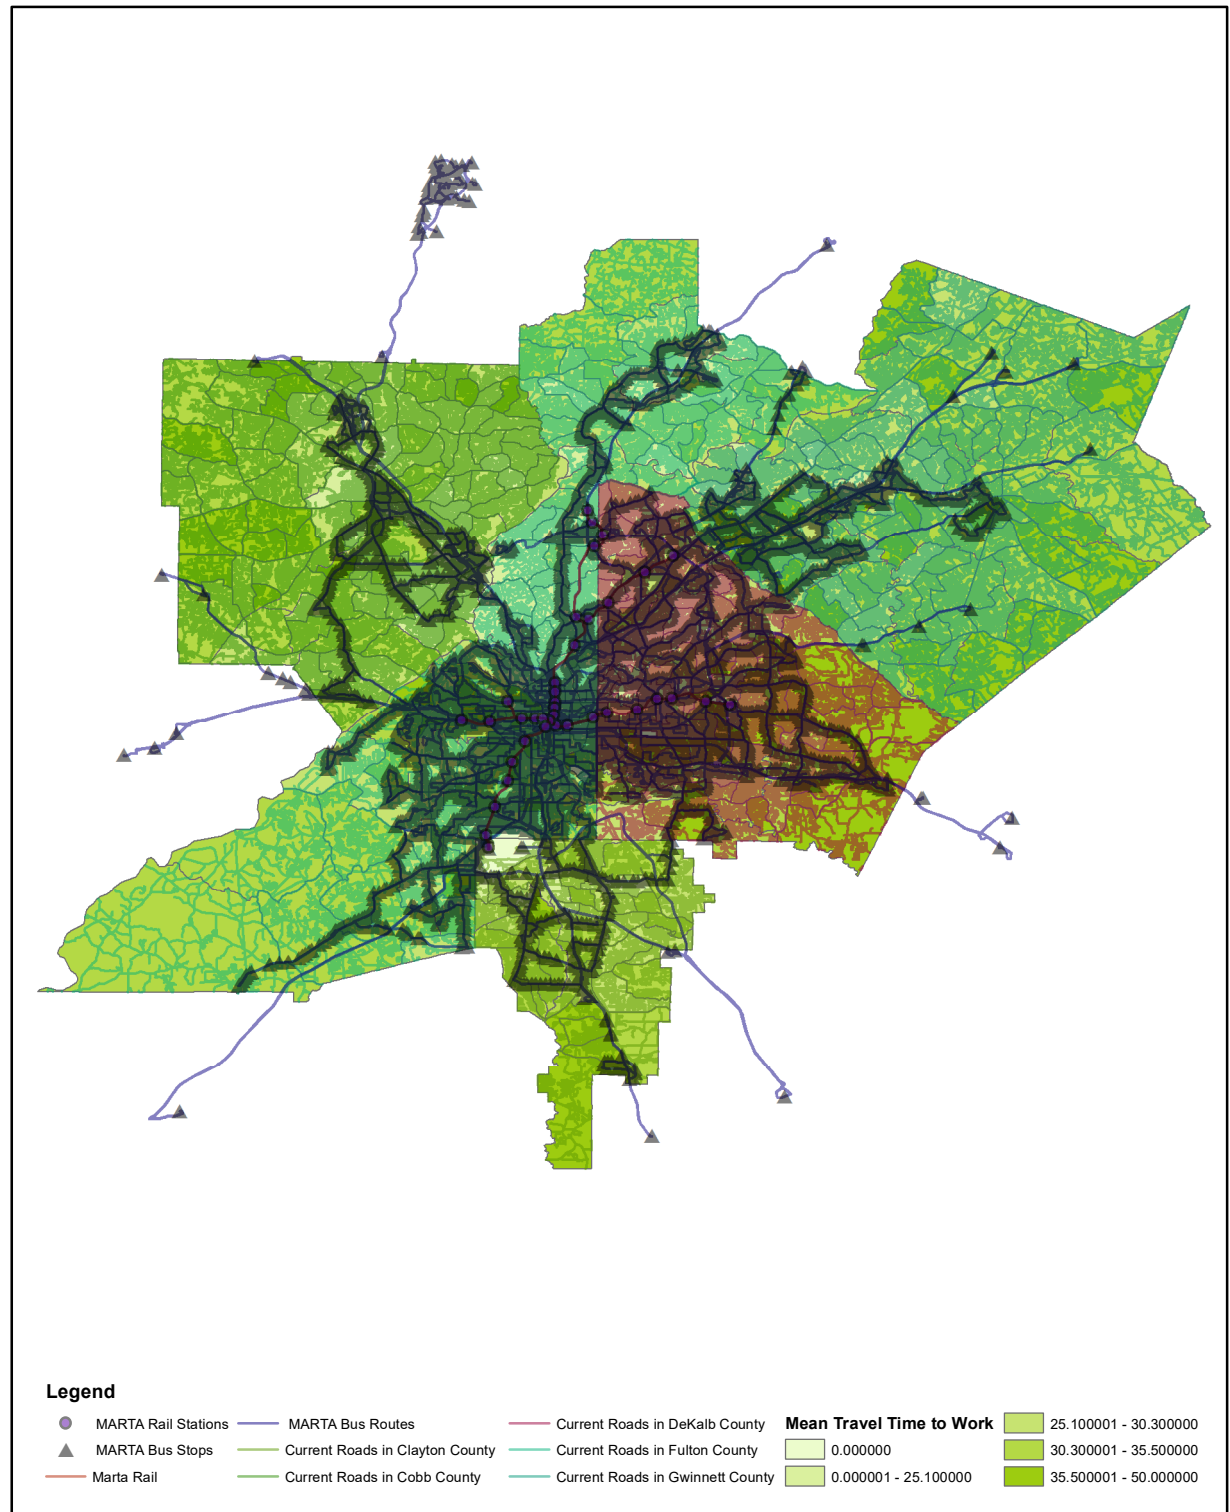 Legend
MARTA Rail Stations
MARTA Bus Stops
Marta Rail
MARTA Bus Routes
Current Roads in Clayton County
Current Roads in Cobb County
Current Roads in DeKalb County
Current Roads in Fulton County
Current Roads in Gwinnett County
Mean Travel Time to Work
0.000000
0.000001 - 25.100000
25.100001 - 30.300000
30.300001 - 35.500000
35.500001 - 50.000000